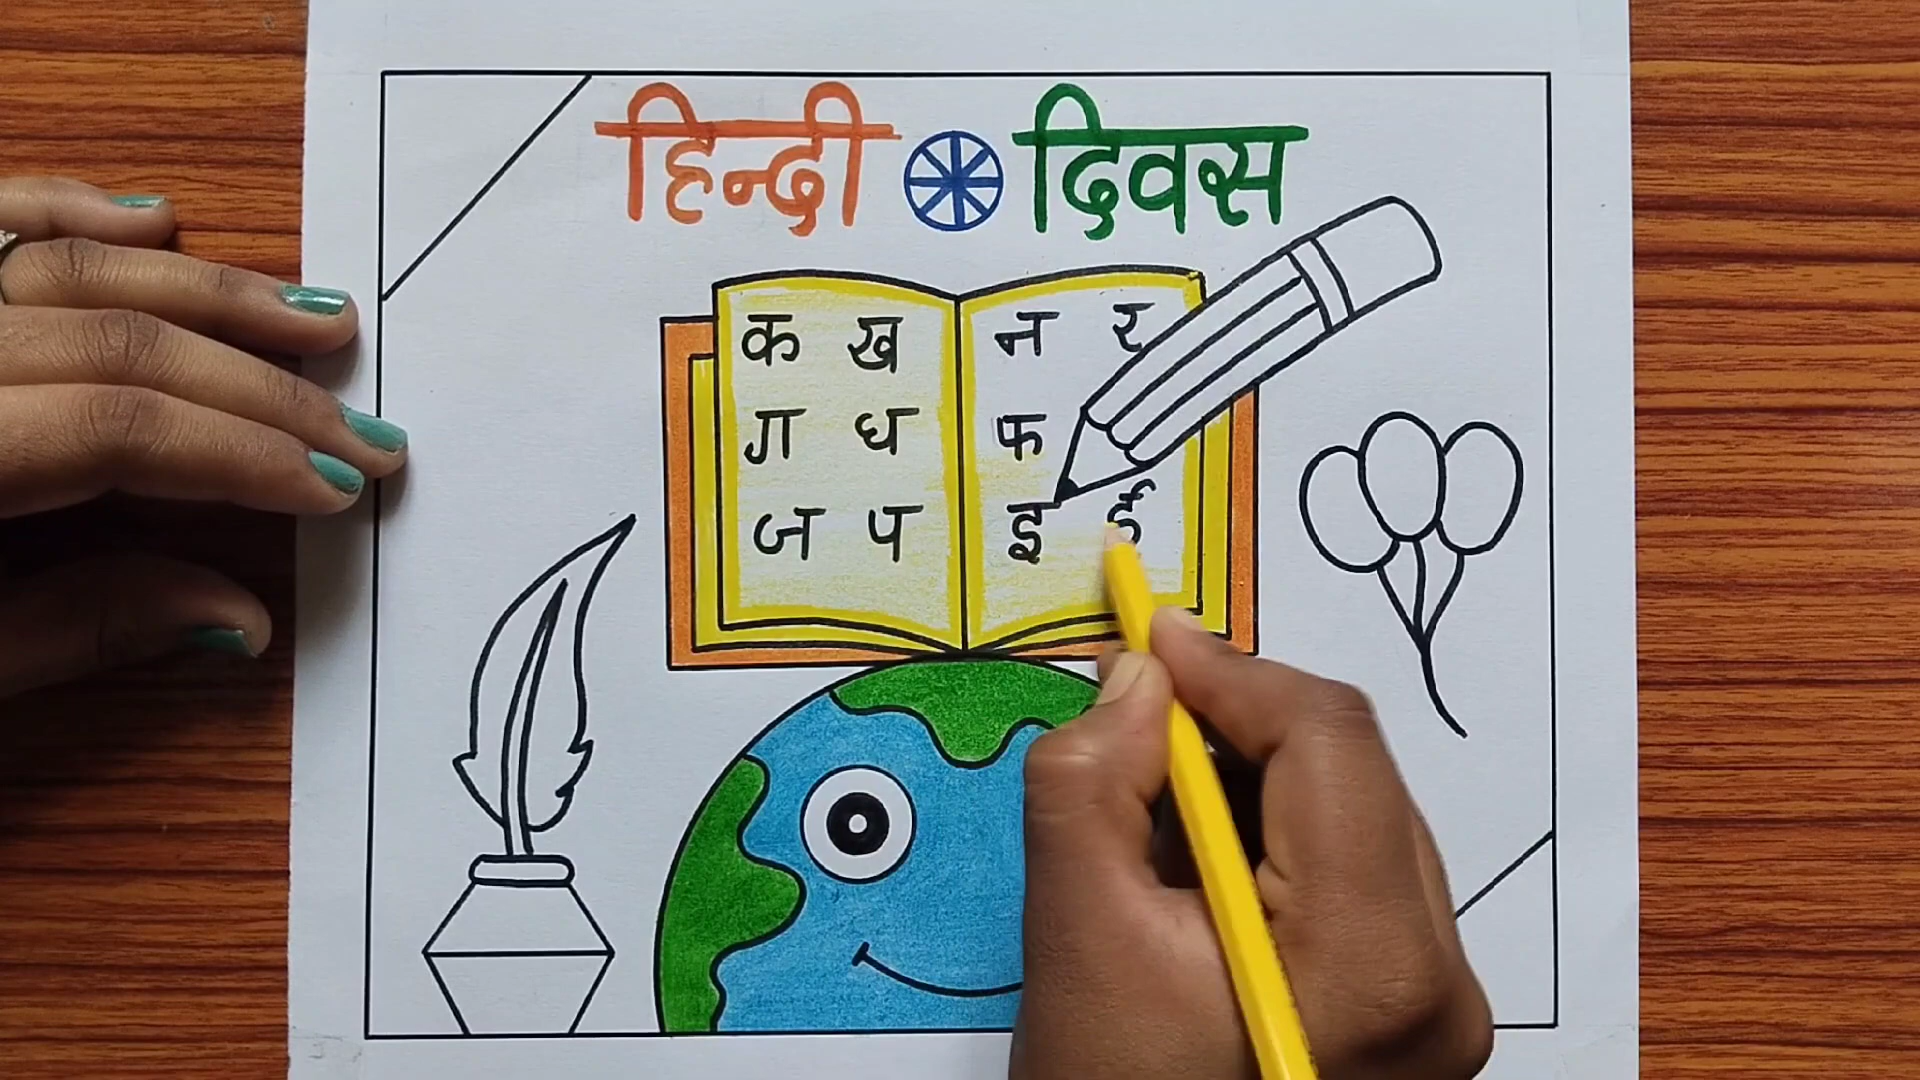 हिन्दी दिवस
क ख
ग घ
ज प
न र
फ
इ ई